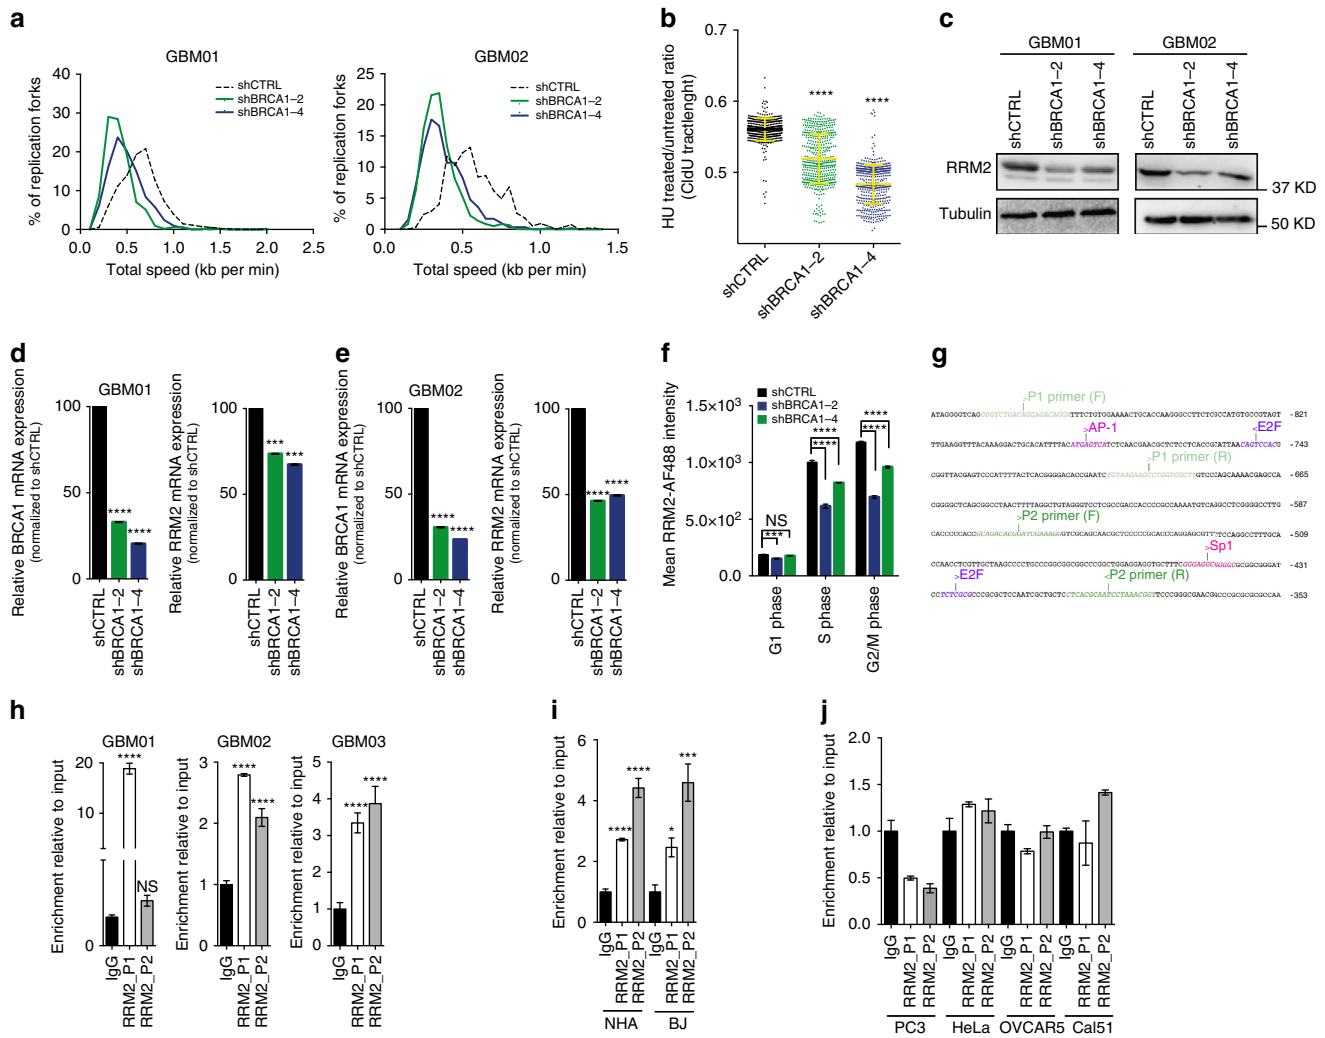 a
GBM01
% of replication forks
40
30
20
10
0
shCTRL
shBRCA1–2
shBRCA1–4
0.0 0.5 1.0 1.5 2.0 2.5
Total speed (kb per min)
GBM02
% of replication forks
25
20
15
10
5
0
shCTRL
shBRCA1–2
shBRCA1–4
0.0 0.5 1.0 1.5
Total speed (kb per min)
b
HU treated/untreated ratio
(CldU tractlenght)
0.7
0.6
0.5
**** ****
shCTRL
shBRCA1–2
shBRCA1–4
c
GBM01 GBM02
shCTRL
shBRCA1–2
shBRCA1–4
shCTRL
shBRCA1–2
shBRCA1–4
RRM2
37 KD
Tubulin
50 KD
d
GBM01
Relative BRCA1 mRNA expression
(normalized to shCTRL)
100
50
0
**** ****
shCTRL
shBRCA1–2
shBRCA1–4
Relative RRM2 mRNA expression
(normalized to shCTRL)
100
50
0
*** ***
shCTRL
shBRCA1–2
shBRCA1–4
e
GBM02
Relative BRCA1 mRNA expression
(normalized to shCTRL)
100
50
0
**** ****
shCTRL
shBRCA1–2
shBRCA1–4
Relative RRM2 mRNA expression
(normalized to shCTRL)
100
50
0
**** ****
shCTRL
shBRCA1–2
shBRCA1–4
f
Mean RRM2-AF488 intensity
shCTRL
shBRCA1–2
shBRCA1–4
1.5×10³
1.0×10³
5.0×10²
0.0
NS
***
****
****
****
****
G1 phase
S phase
G2/M phase
g
>P1 primer (F)
-821
>AP-1 >E2F
-743
>P1 primer (R)
-665
-587
>P2 primer (F)
-509
>Sp1
-431
>E2F <P2 primer (R)
-353
h
GBM01
Enrichment relative to input
20
10
0
****
NS
IgG
RRM2_P1
RRM2_P2
GBM02
Enrichment relative to input
3
2
1
0
****
****
IgG
RRM2_P1
RRM2_P2
GBM03
Enrichment relative to input
5
4
3
2
1
0
****
****
IgG
RRM2_P1
RRM2_P2
i
Enrichment relative to input
6
4
2
0
**** **** * ***
IgG
RRM2_P1
RRM2_P2
IgG
RRM2_P1
RRM2_P2
NHA BJ
j
Enrichment relative to input
2.0
1.5
1.0
0.5
0.0
IgG
RRM2_P1
RRM2_P2
IgG
RRM2_P1
RRM2_P2
IgG
RRM2_P1
RRM2_P2
IgG
RRM2_P1
RRM2_P2
PC3 HeLa OVCAR5 Cal51